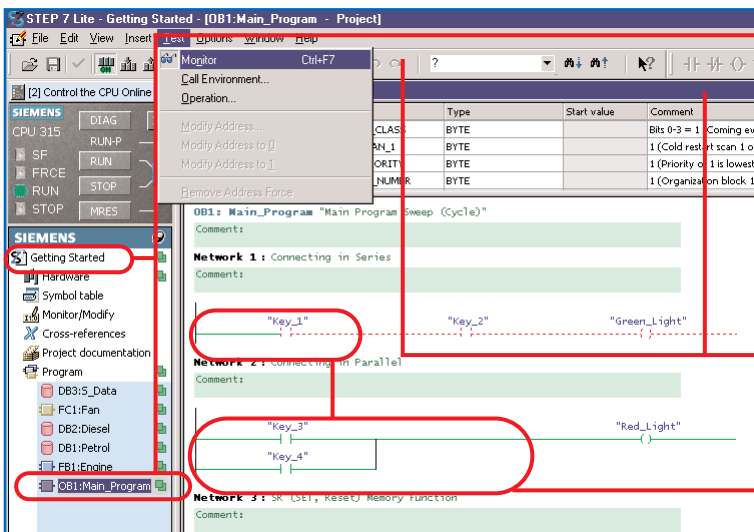 STEP 7 Lite - Getting Started - [OB1:Main_Program - Project]
File Edit View Insert Test Options Window Help
?
Monitor Ctrl+F7
Call Environment...
Operation...
Modify Address...
Modify Address to 0
Modify Address to 1
Remove Address Force
[2] Control the CPU Online
SIEMENS
CPU 315
DIAG
RUN-P
SF
RUN
FRCE
RUN
STOP
STOP
MRES
Type Start value Comment
_CLASS BYTE Bits 0-3 = 1 (Coming ev
AN_1 BYTE 1 (Cold restart scan 1 o
ORITY BYTE 1 (Priority of 1 is lowest
_NUMBR BYTE 1 (Organization block 1
SIEMENS
Getting Started
Hardware
Symbol table
Monitor/Modify
Cross-references
Project documentation
Program
DB3:S_Data
FC1:Fan
DB2:Diesel
DB1:Petrol
FB1:Engine
OB1:Main_Program
OB1: Main_Program "Main Program Sweep (Cycle)"
Comment:
Network 1: Connecting in Series
Comment:
"Key_1" "Key_2" "Green_Light"
Network 2: Connecting in Parallel
Comment:
"Key_3" "Red_Light"
"Key_4"
Network 3: SR (SET, Reset) Memory Function
Comment: